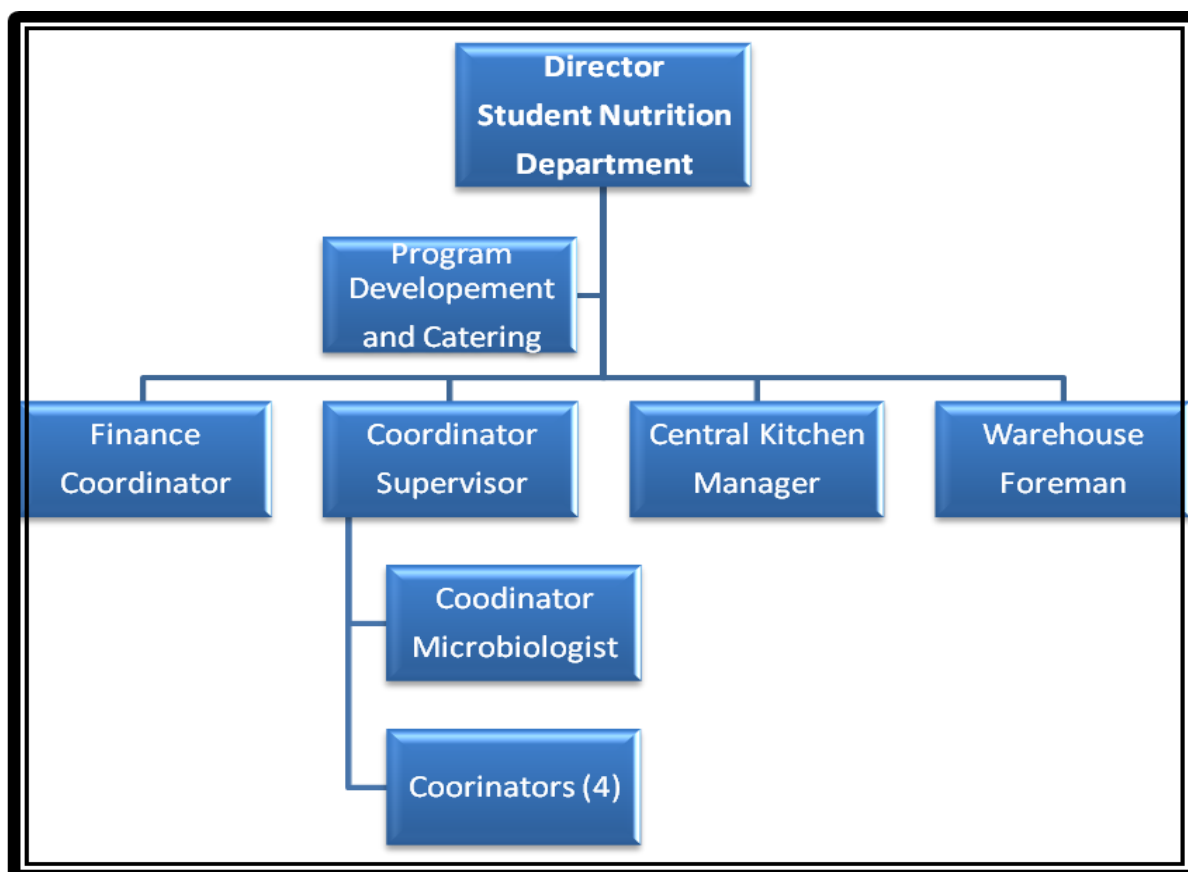 Director
Student Nutrition
Department
Program
Developement
and Catering
Finance
Coordinator
Coordinator
Supervisor
Central Kitchen
Manager
Warehouse
Foreman
Coodinator
Microbiologist
Coorinators (4)